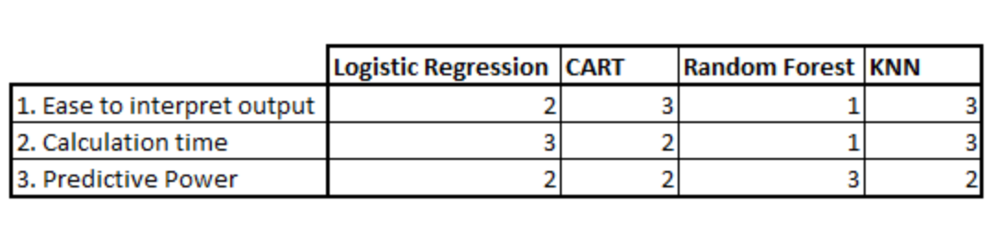 Logistic Regression CART Random Forest KNN
1. Ease to interpret output 2 3 1 3
2. Calculation time 3 2 1 3
3. Predictive Power 2 2 3 2